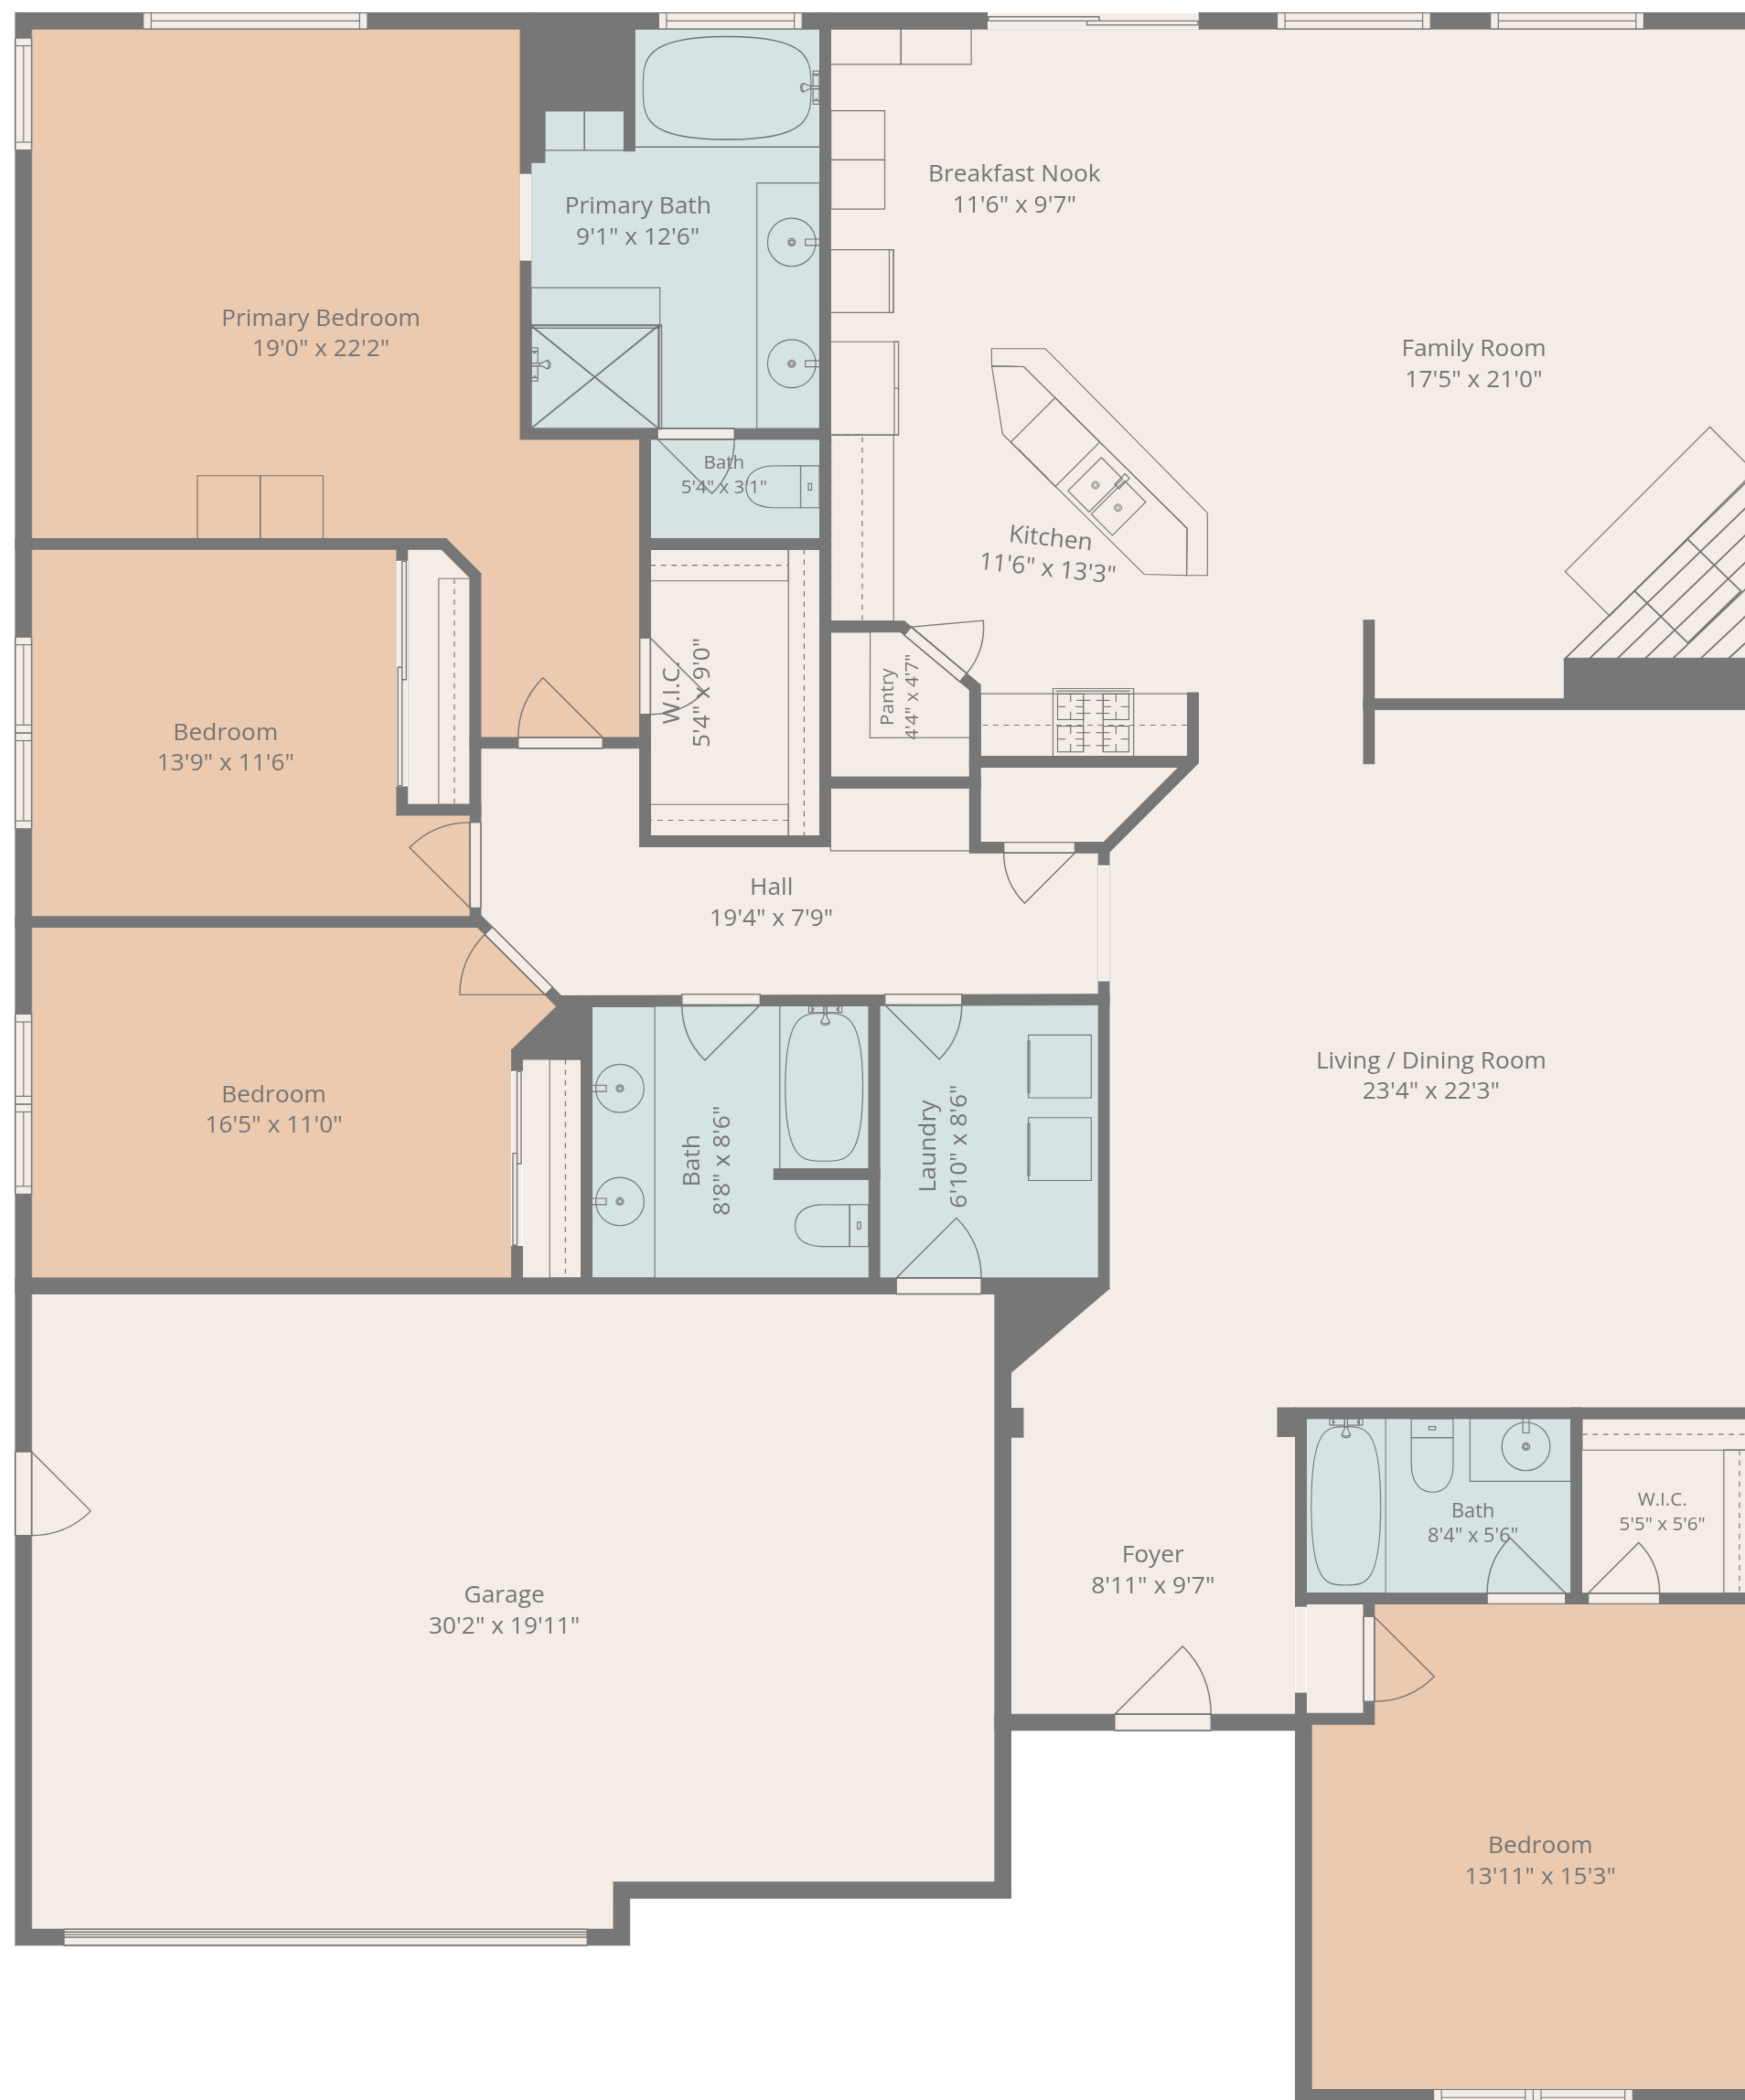 Breakfast Nook
11'6" x 9'7"
Primary Bath
9'1" x 12'6"
Primary Bedroom
19'0" x 22'2"
Family Room
17'5" x 21'0"
Bath
5'4" x 3'1"
Kitchen
11'6" x 13'3"
W.I.C.
5'4" x 9'0"
Pantry
4'4" x 4'7"
Bedroom
13'9" x 11'6"
Hall
19'4" x 7'9"
Living / Dining Room
23'4" x 22'3"
Bedroom
16'5" x 11'0"
Bath
8'8" x 8'6"
Laundry
6'10" x 8'6"
W.I.C.
5'5" x 5'6"
Bath
8'4" x 5'6"
Foyer
8'11" x 9'7"
Garage
30'2" x 19'11"
Bedroom
13'11" x 15'3"